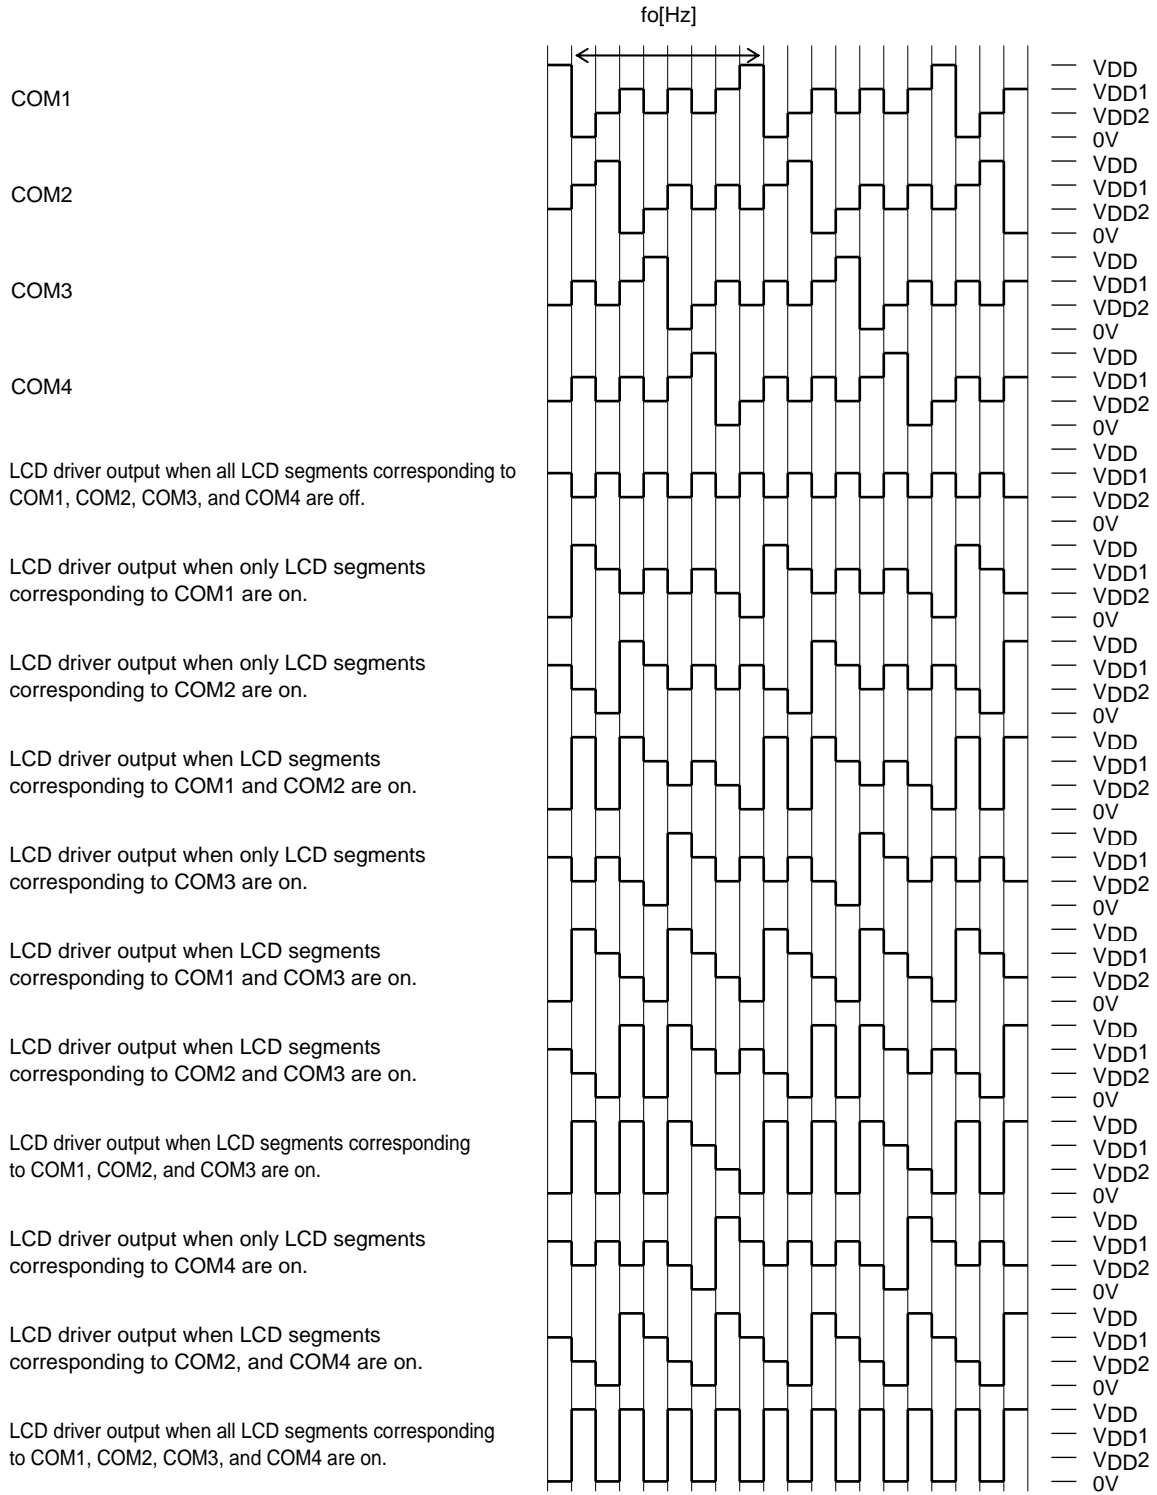 fo[Hz]
COM1
VDD
VDD1
VDD2
0V
COM2
VDD
VDD1
VDD2
0V
COM3
VDD
VDD1
VDD2
0V
COM4
VDD
VDD1
VDD2
0V
LCD driver output when all LCD segments corresponding to
COM1, COM2, COM3, and COM4 are off.
VDD
VDD1
VDD2
0V
LCD driver output when only LCD segments
corresponding to COM1 are on.
VDD
VDD1
VDD2
0V
LCD driver output when only LCD segments
corresponding to COM2 are on.
VDD
VDD1
VDD2
0V
LCD driver output when LCD segments
corresponding to COM1 and COM2 are on.
VDD
VDD1
VDD2
0V
LCD driver output when only LCD segments
corresponding to COM3 are on.
VDD
VDD1
VDD2
0V
LCD driver output when LCD segments
corresponding to COM1 and COM3 are on.
VDD
VDD1
VDD2
0V
LCD driver output when LCD segments
corresponding to COM2 and COM3 are on.
VDD
VDD1
VDD2
0V
LCD driver output when LCD segments corresponding
to COM1, COM2, and COM3 are on.
VDD
VDD1
VDD2
0V
LCD driver output when only LCD segments
corresponding to COM4 are on.
VDD
VDD1
VDD2
0V
LCD driver output when LCD segments
corresponding to COM2, and COM4 are on.
VDD
VDD1
VDD2
0V
LCD driver output when all LCD segments corresponding
to COM1, COM2, COM3, and COM4 are on.
VDD
VDD1
VDD2
0V